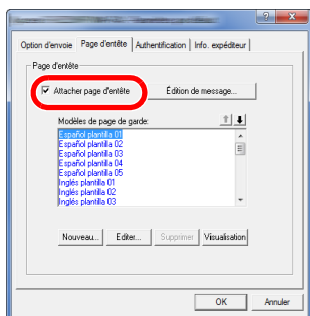 Option d'envoie Page d'entête Authentification Info. expéditeur
Page d'entête
Attacher page d'entête Édition de message...
Modèles de page de garde:
Español plantilla 01
Español plantilla 02
Español plantilla 03
Español plantilla 04
Español plantilla 05
Inglés plantilla 01
Inglés plantilla 02
Inglés plantilla 03
Nouveau... Editer... Supprimer Visualisation
OK Annuler